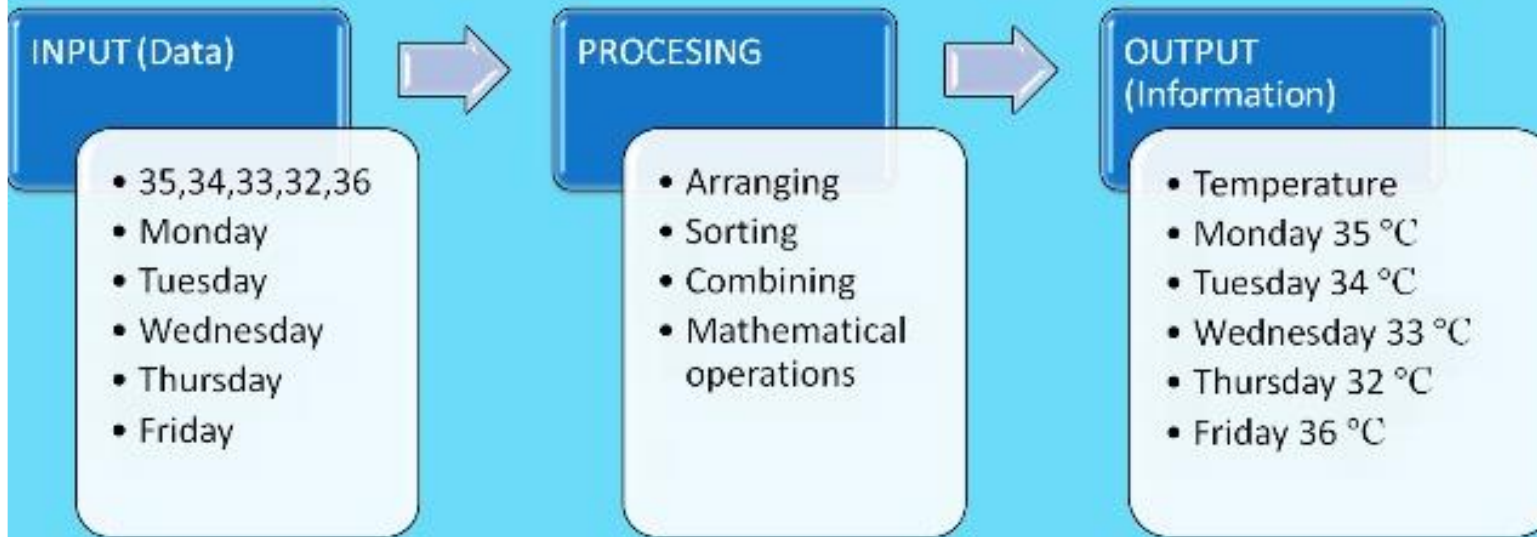 INPUT (Data)
• 35,34,33,32,36
• Monday
• Tuesday
• Wednesday
• Thursday
• Friday
PROCESING
• Arranging
• Sorting
• Combining
• Mathematical
operations
OUTPUT
(Information)
• Temperature
• Monday 35 °C
• Tuesday 34 °C
• Wednesday 33 °C
• Thursday 32 °C
• Friday 36 °C